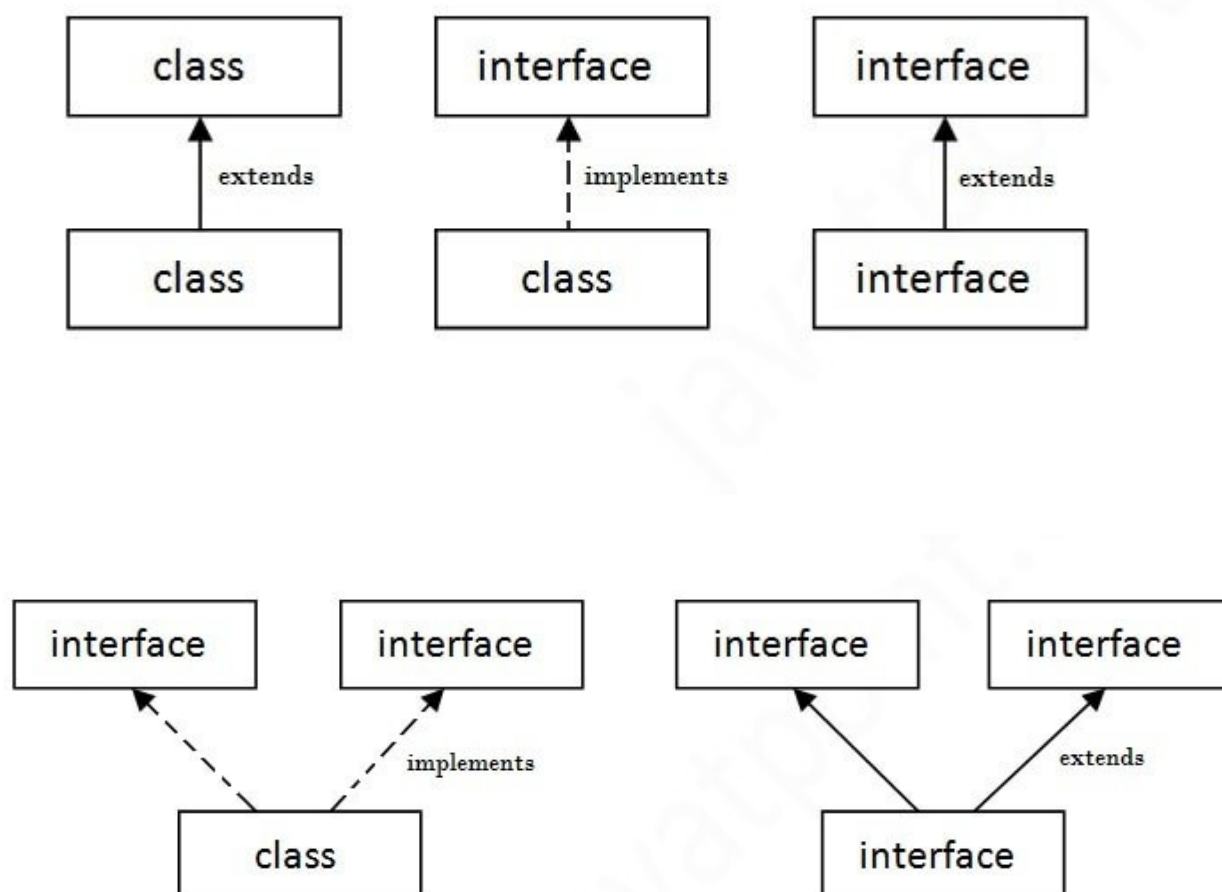 class interface interface
extends implements extends
class class interface
interface interface interface interface
implements extends
class interface